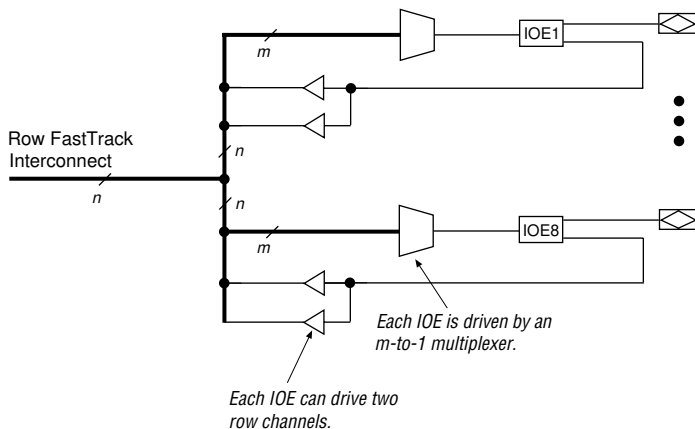 m
IOE1
n
Row FastTrack
Interconnect
n
n
m
IOE8
Each IOE is driven by an
m-to-1 multiplexer.
Each IOE can drive two
row channels.